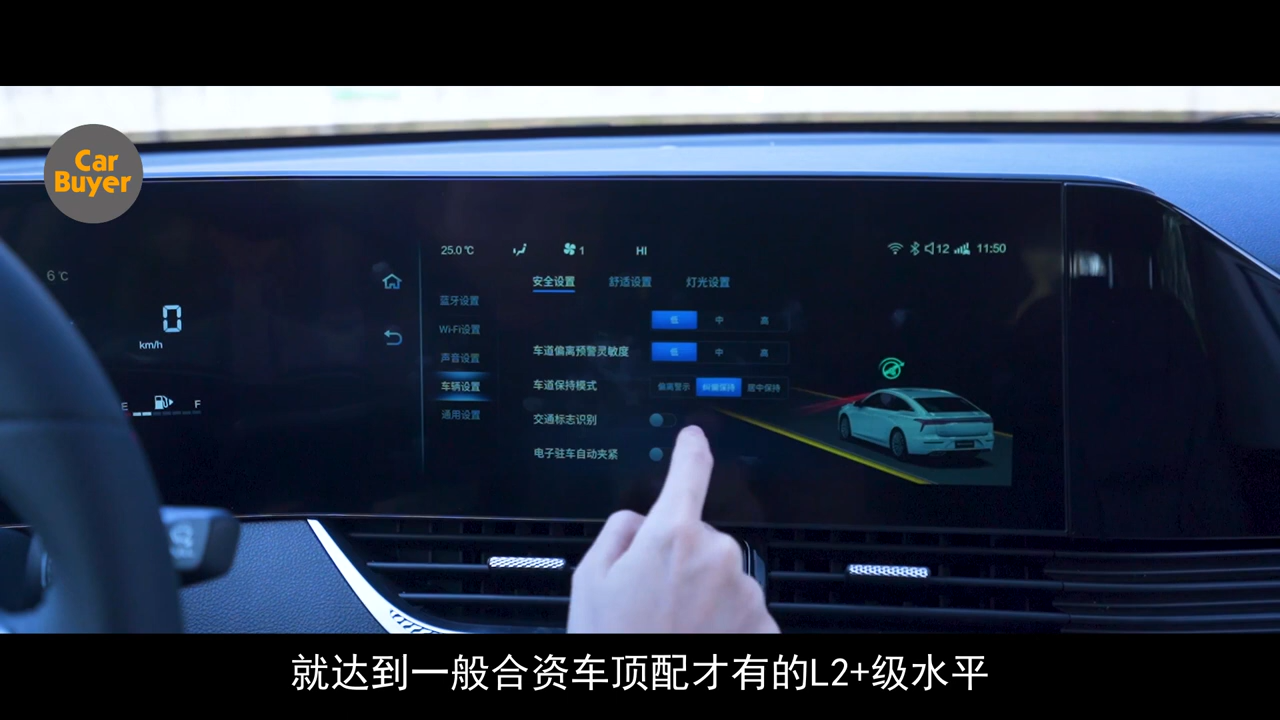 Car
Buyer
25.0℃
1
HI
12
11:50
6℃
安全设置
舒适设置
灯光设置
蓝牙设置
0
低
中
高
Wi-Fi设置
km/h
车道偏离预警灵敏度
低
中
高
声音设置
车道保持模式
偏离警示
纠偏保持
居中保持
车辆设置
E
F
通用设置
交通标志识别
电子驻车自动夹紧
就达到一般合资车顶配才有的L2+级水平